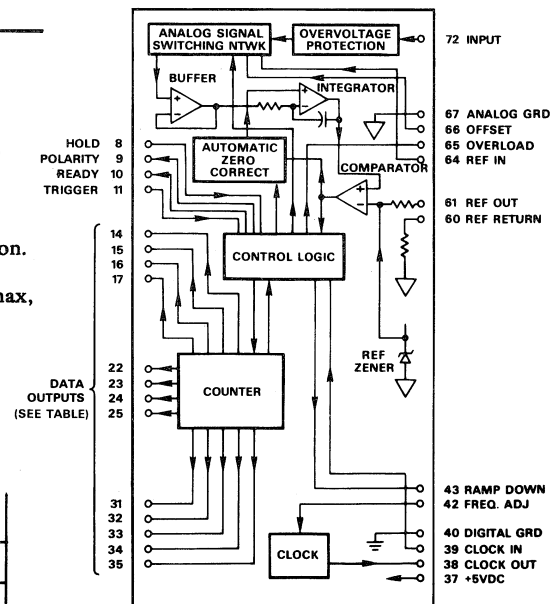 ANALOG SIGNAL
SWITCHING NTWK
OVERVOLTAGE
PROTECTION
72 INPUT
BUFFER
INTEGRATOR
+
−
−
+
67 ANALOG GRD
66 OFFSET
65 OVERLOAD
64 REF IN
HOLD 8
POLARITY 9
READY 10
TRIGGER 11
AUTOMATIC
ZERO
CORRECT
COMPARATOR
+
−
61 REF OUT
60 REF RETURN
on.
max,
14
15
16
17
CONTROL LOGIC
REF
ZENER
22
23
24
25
DATA
OUTPUTS
(SEE TABLE)
COUNTER
31
32
33
34
35
CLOCK
43 RAMP DOWN
42 FREQ. ADJ
40 DIGITAL GRD
39 CLOCK IN
38 CLOCK OUT
37 +5VDC